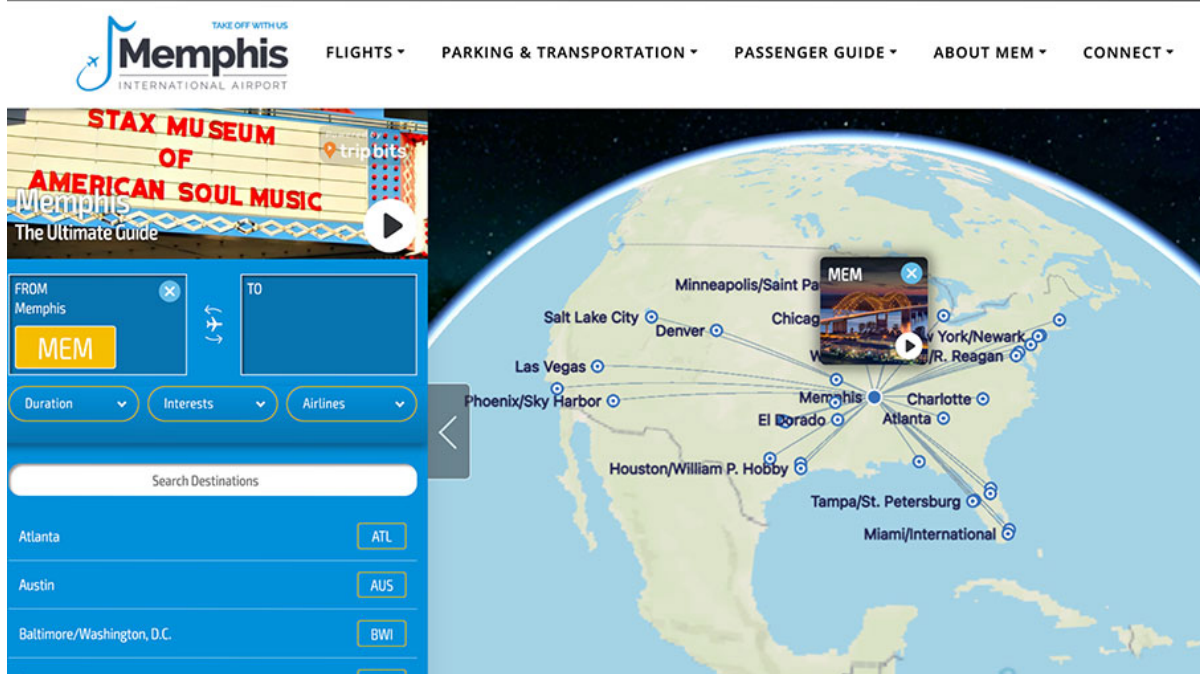 TAKE OFF WITH US
Memphis
INTERNATIONAL AIRPORT
FLIGHTS
PARKING & TRANSPORTATION
PASSENGER GUIDE
ABOUT MEM
CONNECT
STAX MUSEUM
OF
AMERICAN SOUL MUSIC
tripbits
Memphis
The Ultimate Guide
FROM
Memphis
MEM
TO
Duration
Interests
Airlines
Search Destinations
Atlanta ATL
Austin AUS
Baltimore/Washington, D.C. BWI
MEM
Minneapolis/Saint Pa
Salt Lake City
Denver
Chicag
York/Newark
/R. Reagan
Las Vegas
Phoenix/Sky Harbor
Memphis
Charlotte
El Dorado
Atlanta
Houston/William P. Hobby
Tampa/St. Petersburg
Miami/International